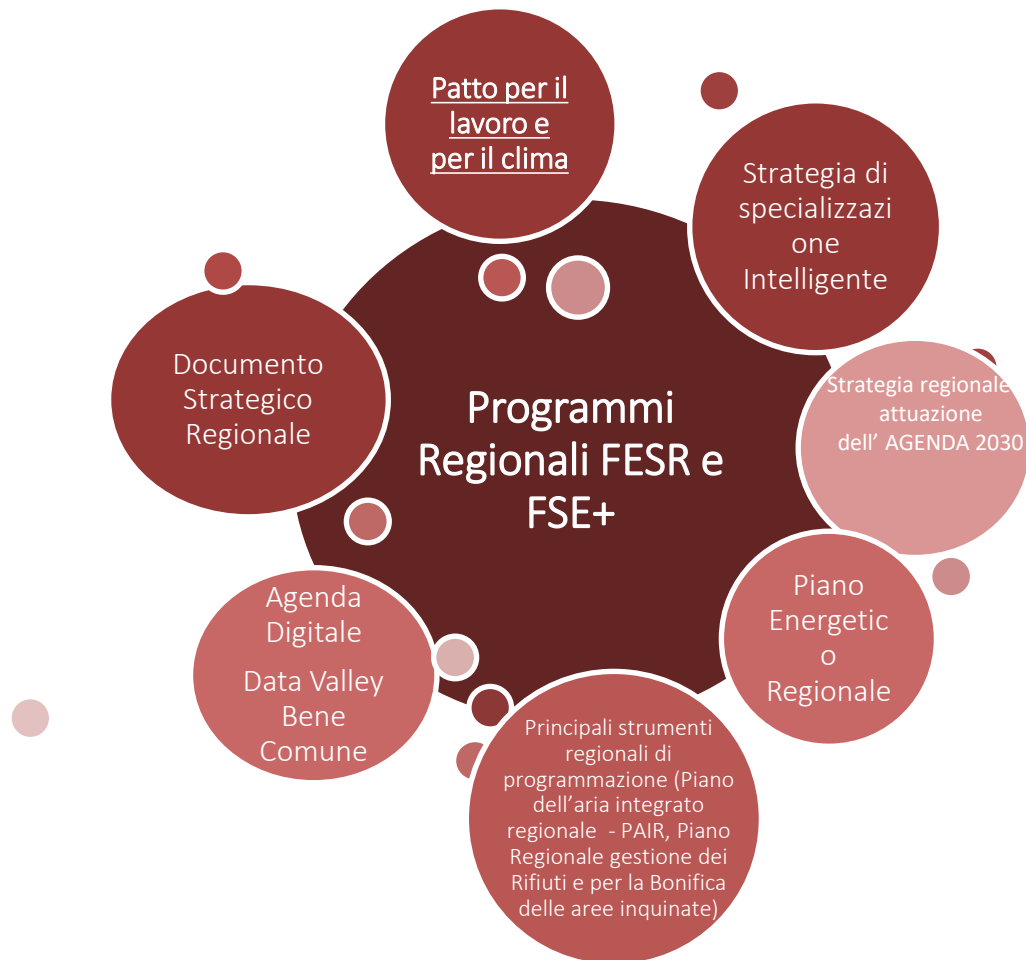 Patto per il
lavoro e
per il clima
Strategia di
specializzazi
one
Intelligente
Strategia regionale
attuazione
dell’ AGENDA 2030
Piano
Energetic
o
Regionale
Principali strumenti
regionali di
programmazione (Piano
dell’aria integrato
regionale - PAIR, Piano
Regionale gestione dei
Rifiuti e per la Bonifica
delle aree inquinate)
Agenda
Digitale
Data Valley
Bene
Comune
Documento
Strategico
Regionale
Programmi
Regionali FESR e
FSE+